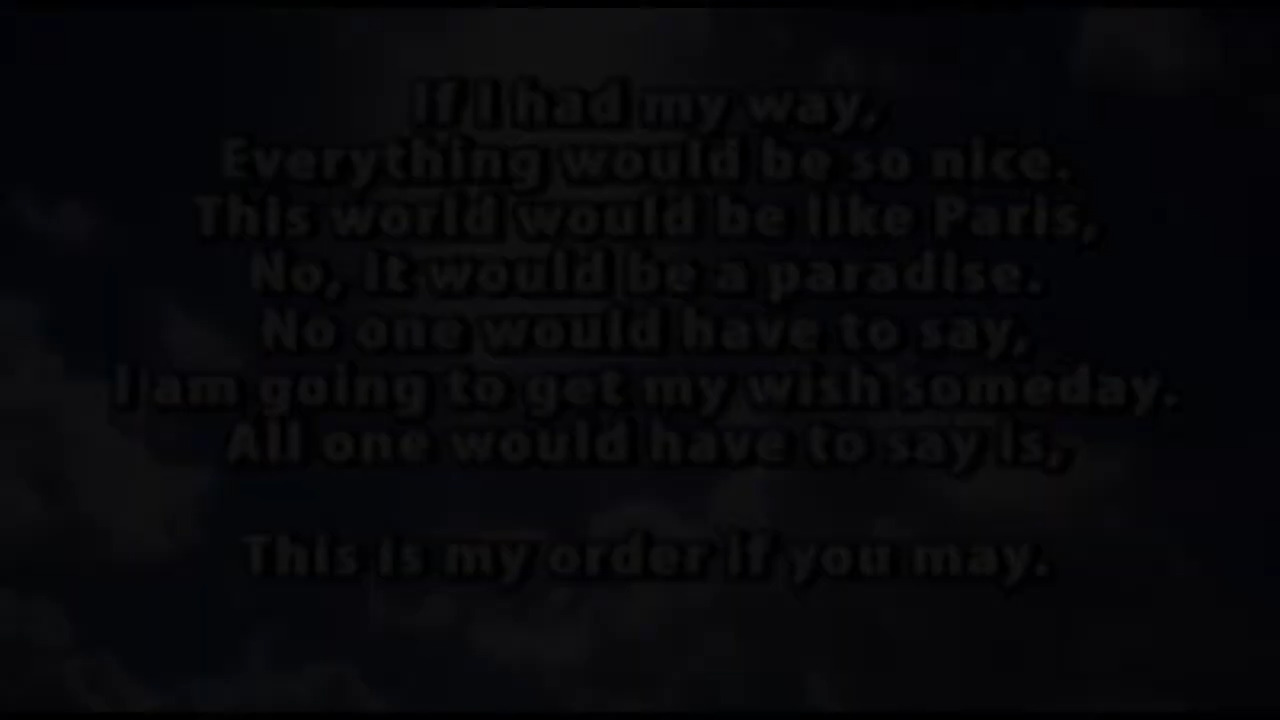 If I had my way,
Everything would be so nice.
This world would be like Paris,
No, it would be a paradise.
No one would have to say,
I am going to get my wish someday.
All one would have to say is,
This is my order if you may.